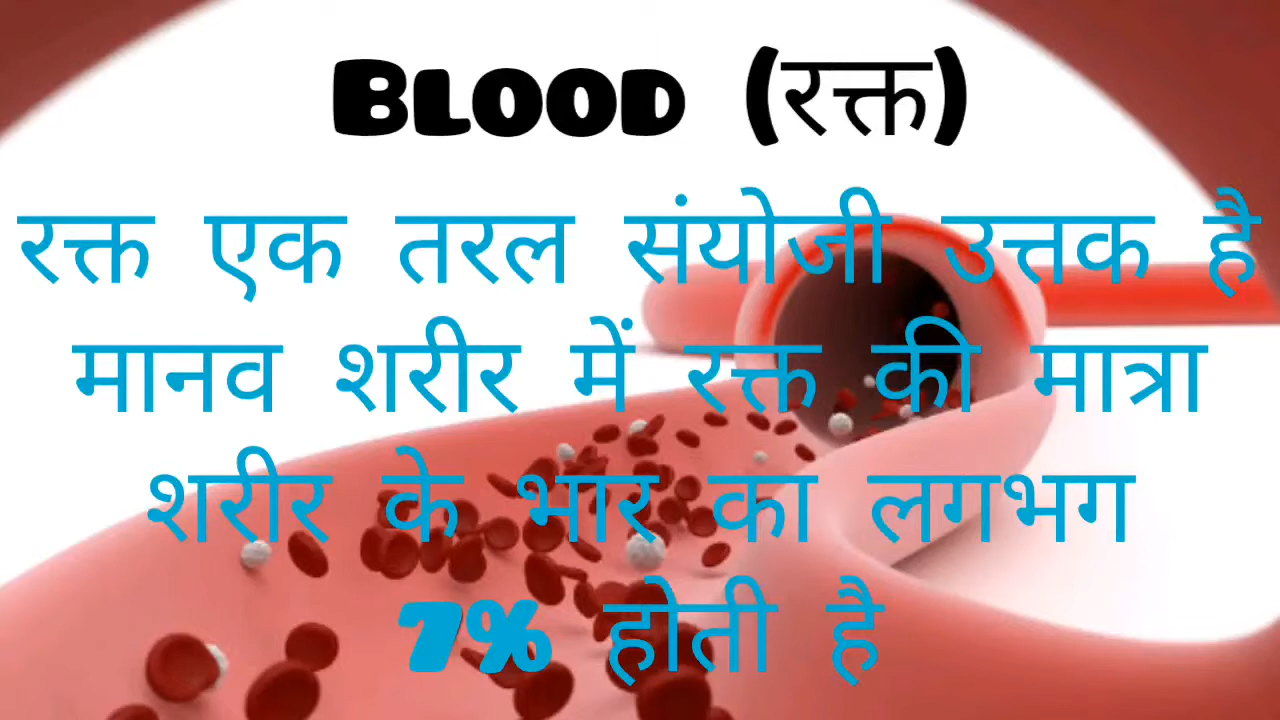 BLOOD (रक्त)
रक्त एक तरल संयोजी उत्तक है
मानव शरीर में रक्त की मात्रा
शरीर के भार का लगभग
7% होती है